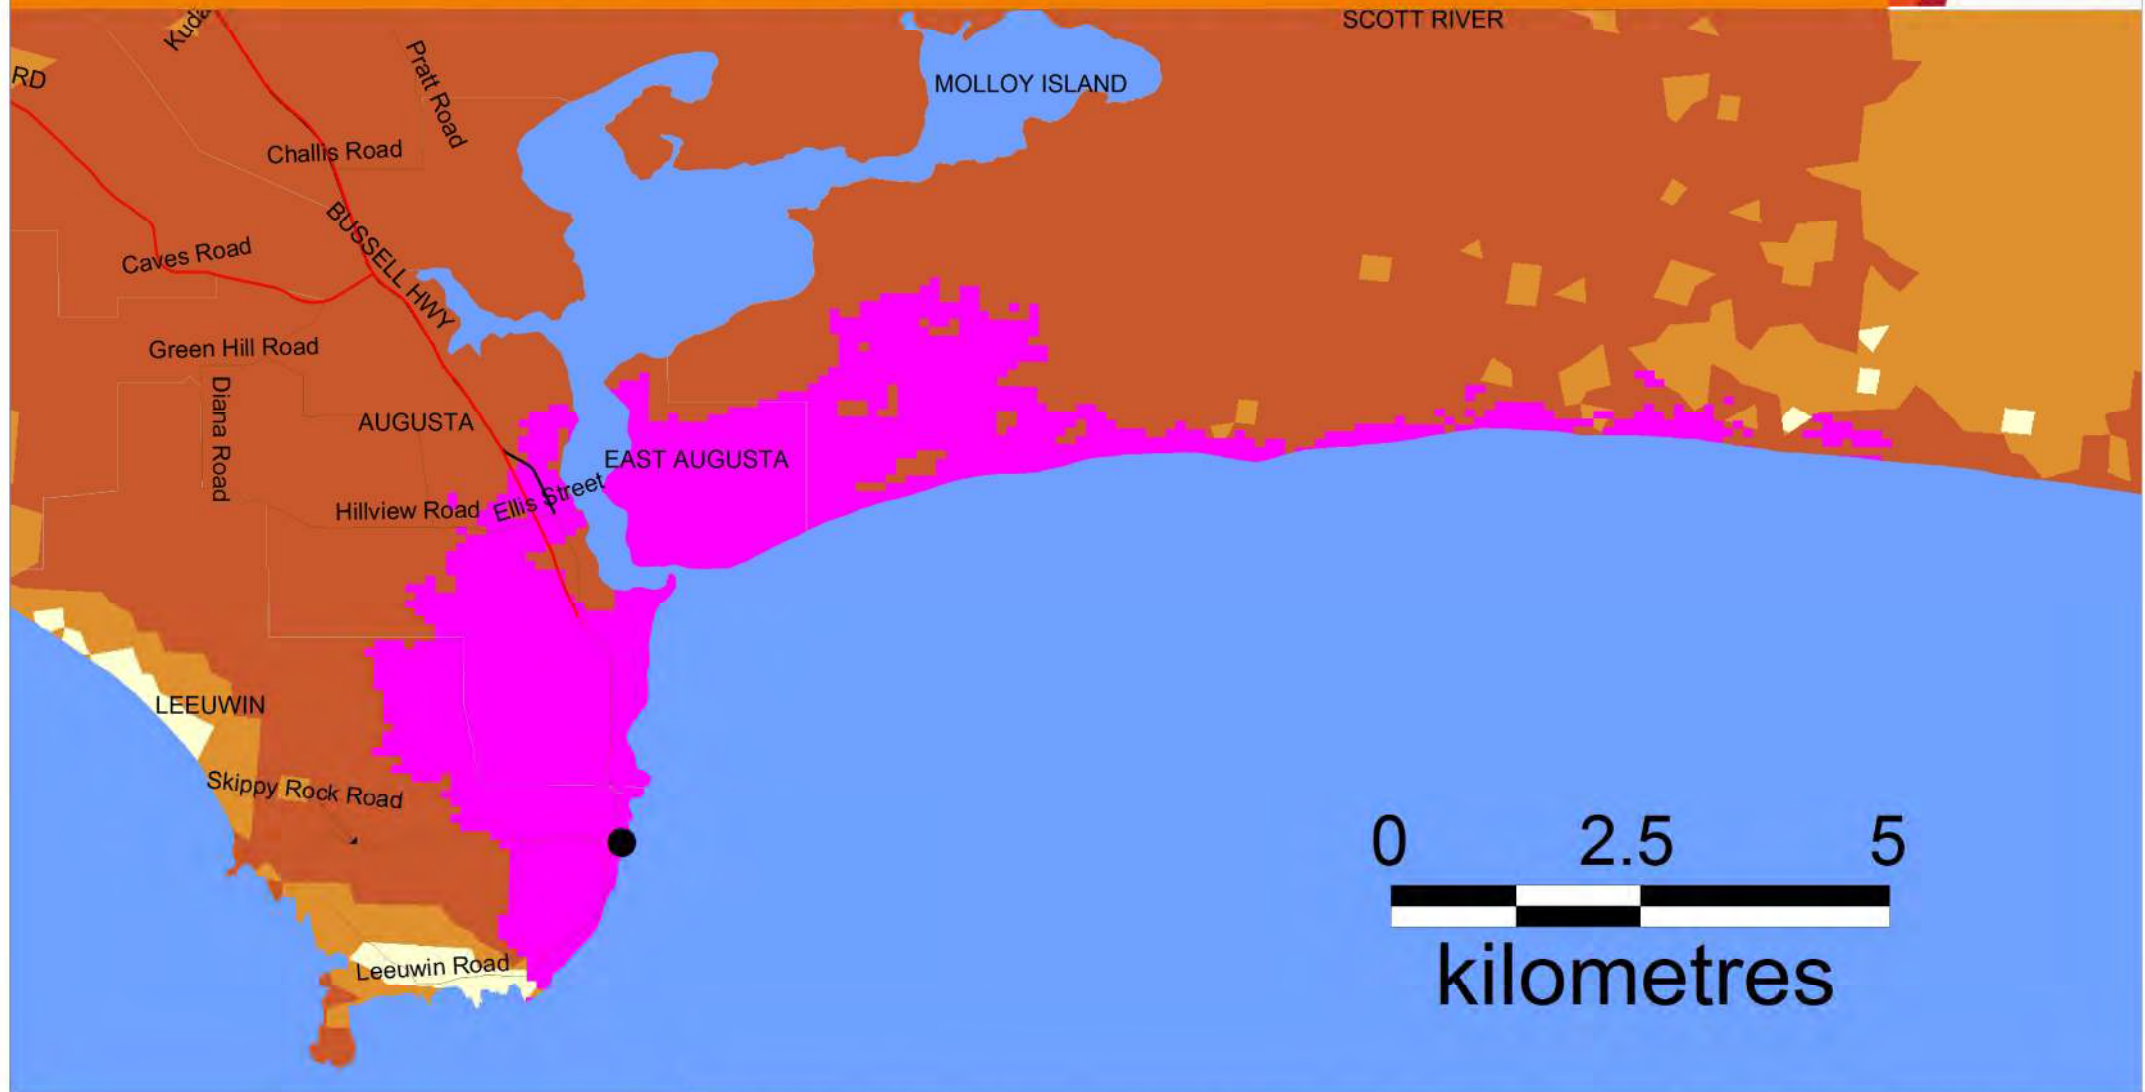 SCOTT RIVER
RD
Pratt Road
MOLLOY ISLAND
Challis Road
BUSSELL HWY
Caves Road
Green Hill Road
Diana Road
AUGUSTA
EAST AUGUSTA
Hillview Road
Ellis Street
LEEUWIN
Skippy Rock Road
Leeuwin Road
0 2.5 5
kilometres